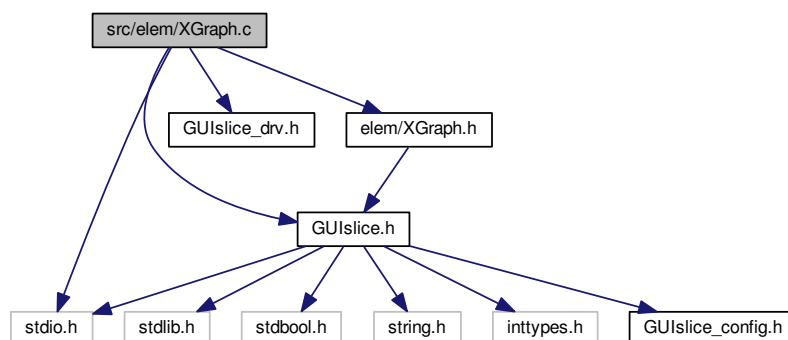 src/elem/XGraph.c
GUIslice_drv.h
elem/XGraph.h
GUIslice.h
stdio.h
stdlib.h
stdbool.h
string.h
inttypes.h
GUIslice_config.h